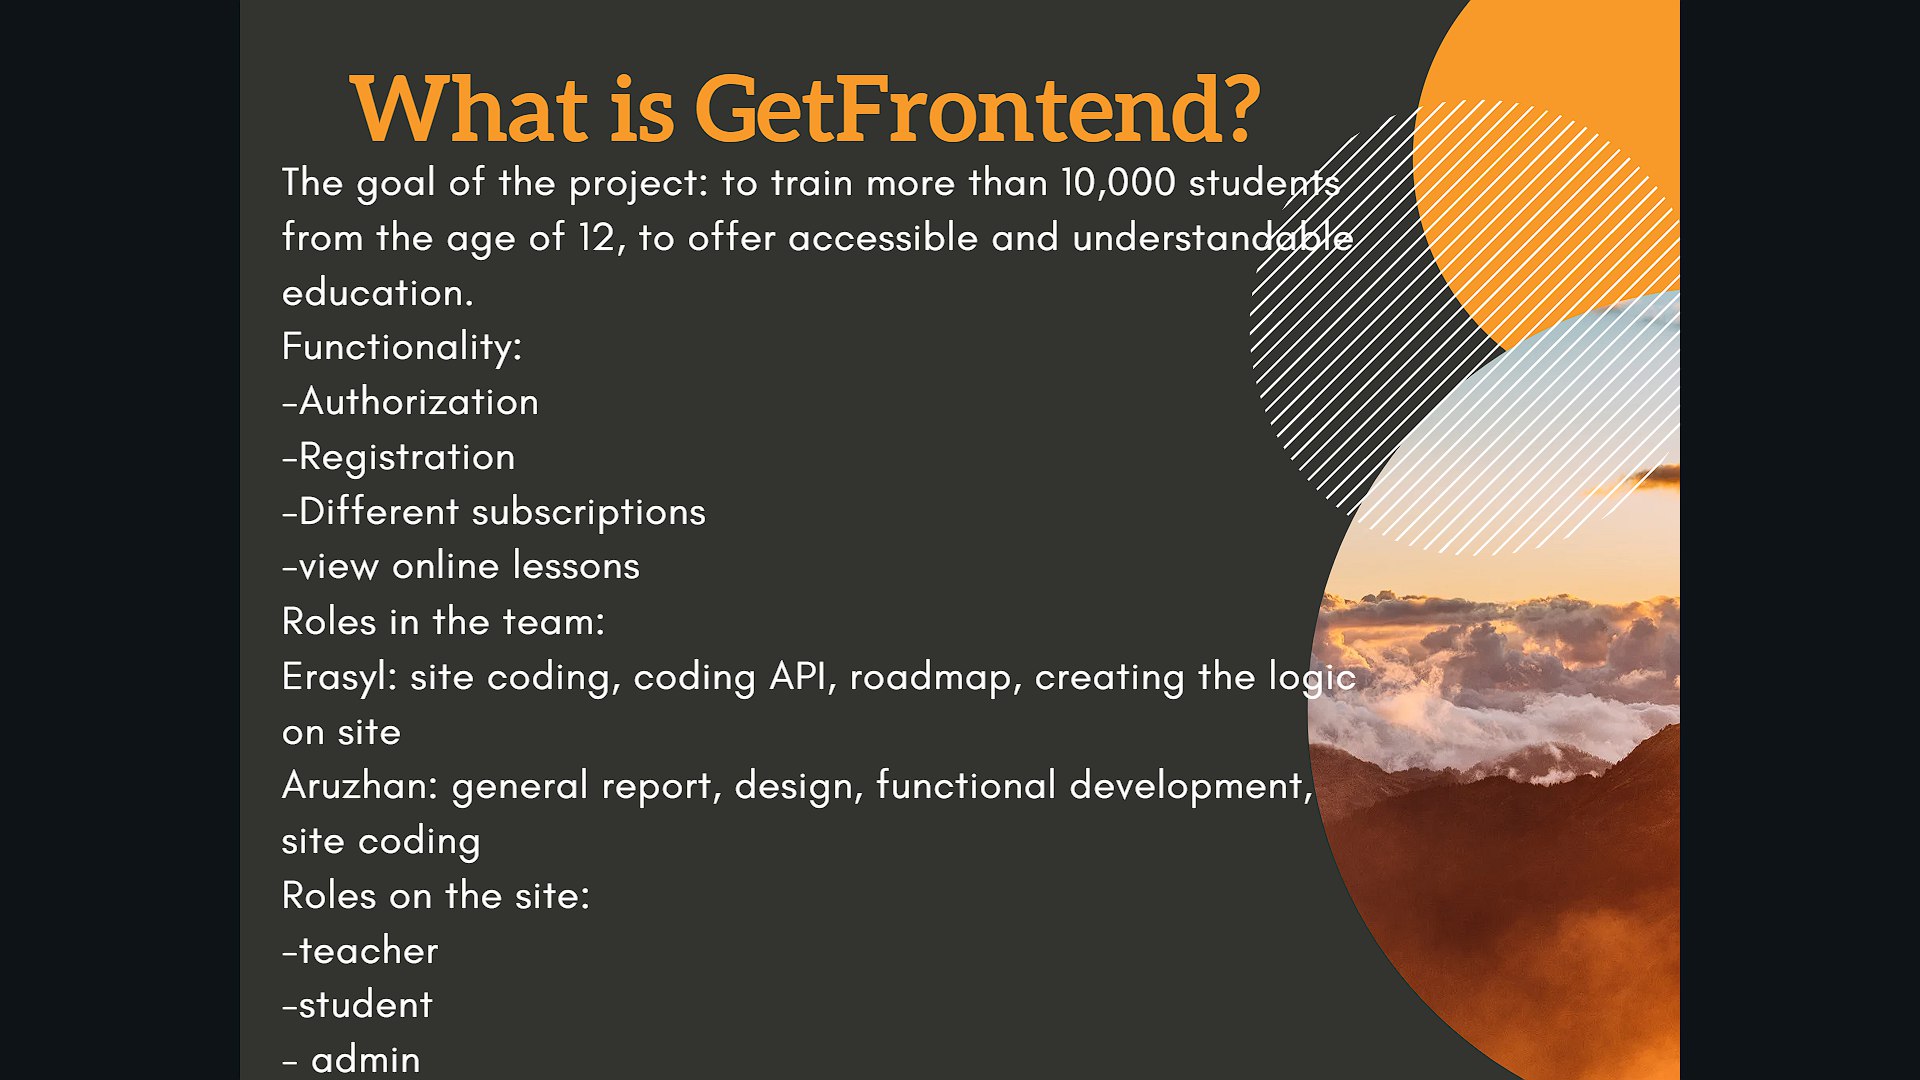 What is GetFrontend?
The goal of the project: to train more than 10,000 students
from the age of 12, to offer accessible and understandable
education.
Functionality:
-Authorization
-Registration
-Different subscriptions
-view online lessons
Roles in the team:
Erasyl: site coding, coding API, roadmap, creating the logic
on site
Aruzhan: general report, design, functional development,
site coding
Roles on the site:
-teacher
-student
- admin